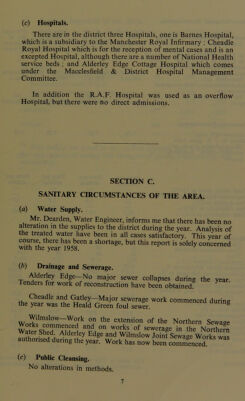 (c) Hospitals.
There are in the district three Hospitals, one is Barnes Hospital,
which is a subsidiary to the Manchester Royal Infirmary; Cheadle
Royal Hospital which is for the reception of mental cases and is an
excepted Hospital, although there are a number of National Health
service beds; and Alderley Edge Cottage Hospital which comes
under the Macclesfield & District Hospital Management
Committee.
In addition the R.A.F. Hospital was used as an overflow
Hospital, but there were no direct admissions.
SECTION C.
SANITARY CIRCUMSTANCES OF THE AREA.
(a) Water Supply.
Mr. Dearden, Water Engineer, informs me that there has been no
alteration in the supplies to the district during the year. Analysis of
the treated water have been in all cases satisfactory. This year of
course, there has been a shortage, but this report is solely concerned
with the year 1958.
(b) Drainage and Sewerage.
Alderley Edge—No major sewer collapses during the year.
Tenders for work of reconstruction have been obtained.
Cheadle and Gatley—Major sewerage work commenced during
the year was the Heald Green foul sewer.
Wilmslow—Work on the extension of the Northern Sewage
Works commenced and on works of sewerage in the Northern
Water Shed. Alderley Edge and Wilmslow Joint Sewage Works was
authorised during the year. Work has now been commenced.
(c) Public Cleansing.
No alterations in methods.
7